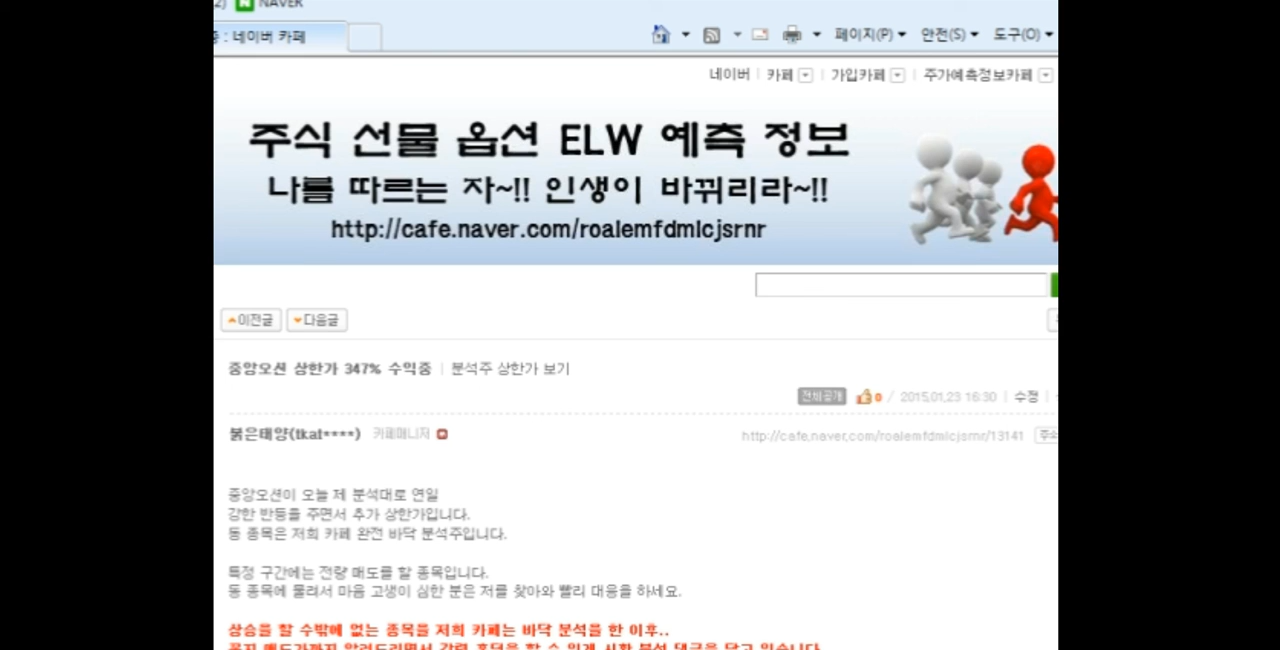 NAVER
: 네이버 카페
페이지(P) 안전(S) 도구(O)
네이버 | 카페 | 가입카페 | 주가예측정보카페
주식 선물 옵션 ELW 예측 정보
나를 따르는 자~!! 인생이 바뀌리라~!!
http://cafe.naver.com/roalemfdmlcjsrnr
이전글 다음글
중앙오션 상한가 347% 수익중 | 분석주 상한가 보기
전체공개 0 / 2015.01.23 16:30 | 수정
붉은태양(tkat****) 카페매니저 http://cafe.naver.com/roalemfdmlcjsrnr/13141
중앙오션이 오늘 제 분석대로 연일
강한 반등을 주면서 추가 상한가입니다.
동 종목은 저희 카페 완전 바닥 분석주입니다.
특정 구간에는 전량 매도를 할 종목입니다.
동 종목에 물려서 마음 고생이 심한 분은 저를 찾아와 빨리 대응을 하세요.
상승을 할 수밖에 없는 종목을 저희 카페는 바닥 분석을 한 이후..